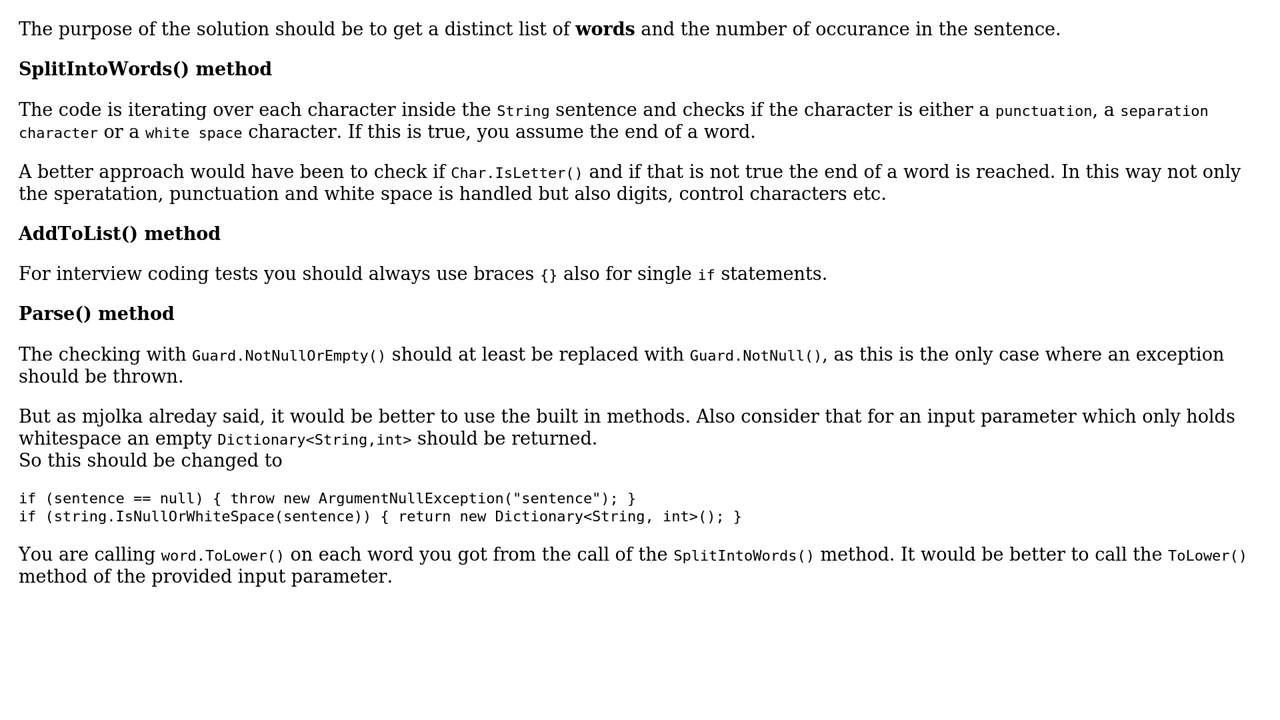 The purpose of the solution should be to get a distinct list of words and the number of occurance in the sentence.
SplitIntoWords() method
The code is iterating over each character inside the String sentence and checks if the character is either a punctuation, a separation
character or a white space character. If this is true, you assume the end of a word.
A better approach would have been to check if Char.IsLetter() and if that is not true the end of a word is reached. In this way not only
the speratation, punctuation and white space is handled but also digits, control characters etc.
AddToList() method
For interview coding tests you should always use braces {} also for single if statements.
Parse() method
The checking with Guard.NotNullOrEmpty() should at least be replaced with Guard.NotNull(), as this is the only case where an exception
should be thrown.
But as mjolka alreday said, it would be better to use the built in methods. Also consider that for an input parameter which only holds
whitespace an empty Dictionary<String,int> should be returned.
So this should be changed to
if (sentence == null) { throw new ArgumentNullException("sentence"); }
if (string.IsNullOrWhiteSpace(sentence)) { return new Dictionary<String, int>(); }
You are calling word.ToLower() on each word you got from the call of the SplitIntoWords() method. It would be better to call the ToLower()
method of the provided input parameter.